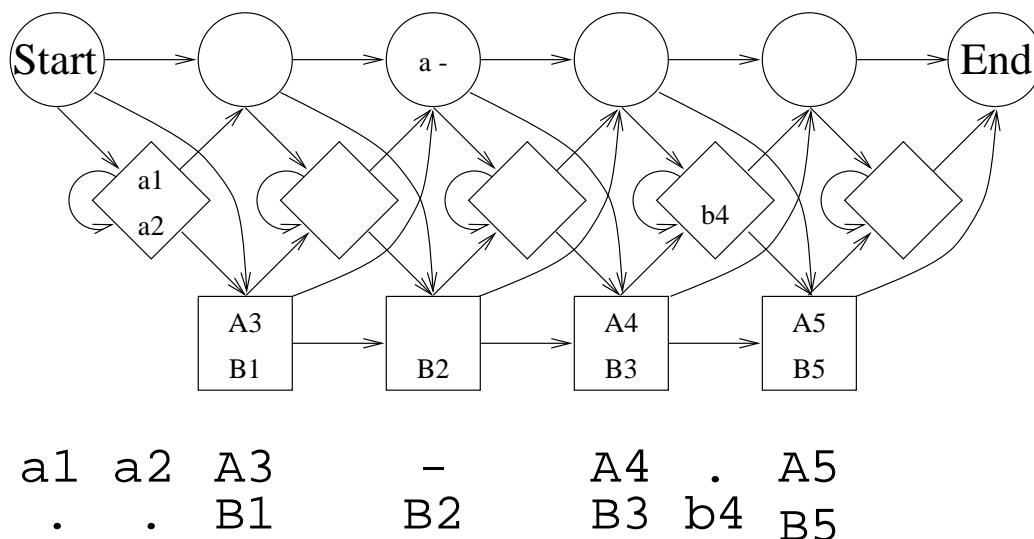 Start a - End
a1
a2 b4
A3 A4 A5
B1 B2 B3 B5
a1 a2 A3 - A4 . A5
. . B1 B2 B3 b4 B5